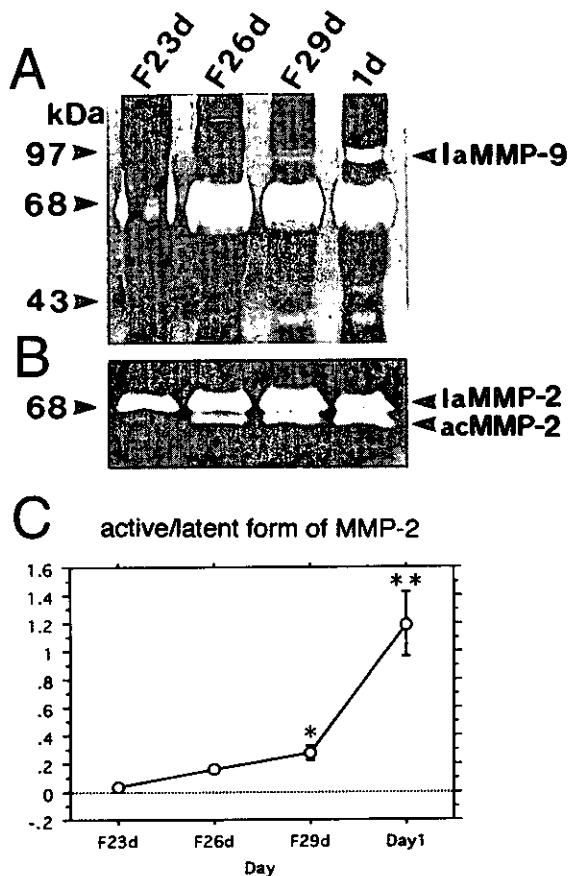 A
F23d F26d F29d 1d
kDa
97
laMMP-9
68
43
B
68
laMMP-2
acMMP-2
C
active/latent form of MMP-2
1.6
1.4
1.2
1
.8
.6
.4
.2
0
-.2
*
**
F23d F26d F29d Day1
Day